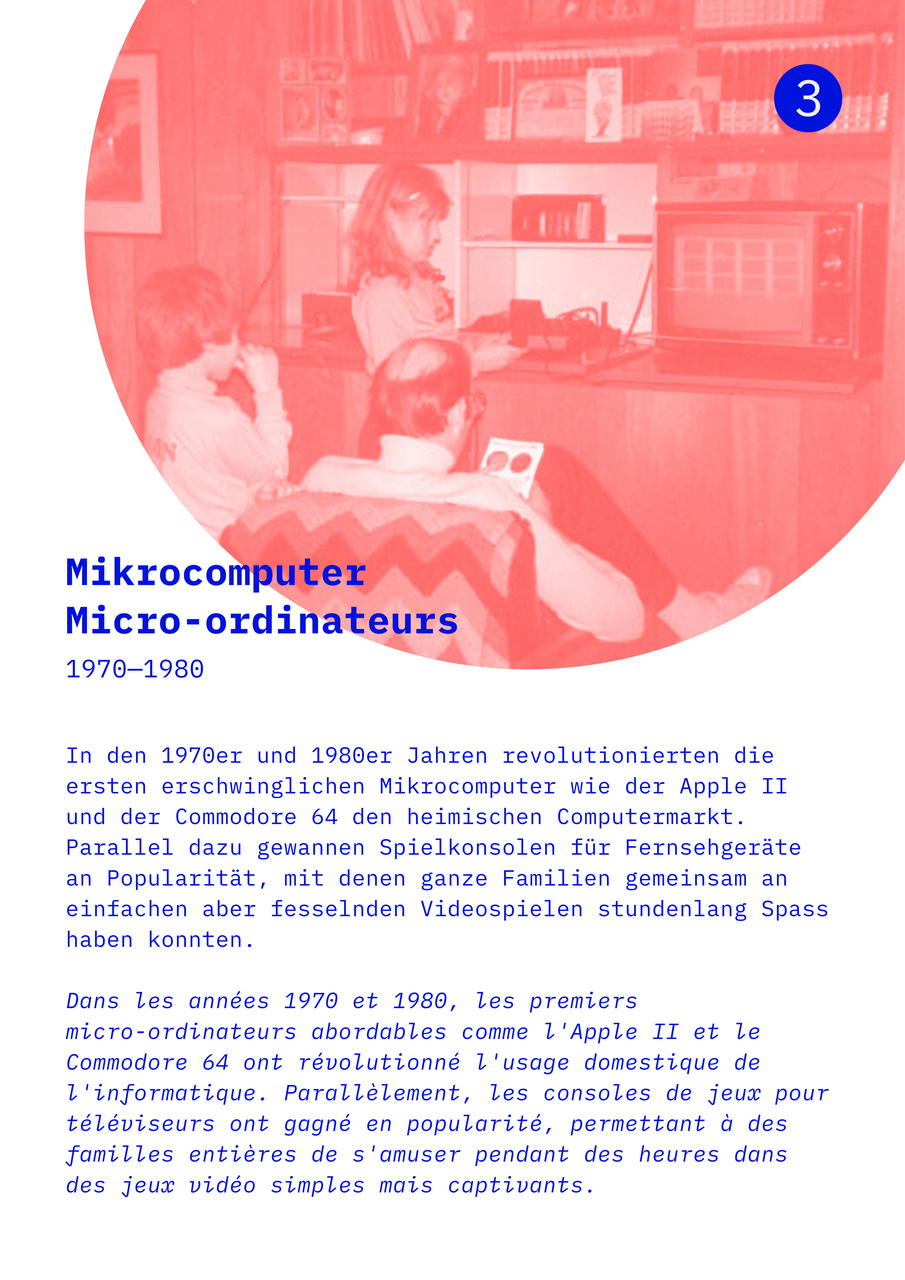 3
Mikrocomputer
Micro-ordinateurs
1970—1980
In den 1970er und 1980er Jahren revolutionierten die
ersten erschwinglichen Mikrocomputer wie der Apple II
und der Commodore 64 den heimischen Computermarkt.
Parallel dazu gewannen Spielkonsolen für Fernsehgeräte
an Popularität, mit denen ganze Familien gemeinsam an
einfachen aber fesselnden Videospielen stundenlang Spass
haben konnten.
Dans les années 1970 et 1980, les premiers
micro-ordinateurs abordables comme l'Apple II et le
Commodore 64 ont révolutionné l'usage domestique de
l'informatique. Parallèlement, les consoles de jeux pour
téléviseurs ont gagné en popularité, permettant à des
familles entières de s'amuser pendant des heures dans
des jeux vidéo simples mais captivants.